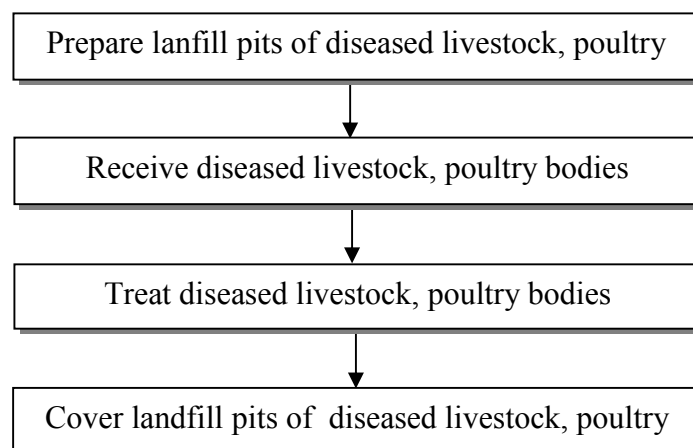 Prepare lanfill pits of diseased livestock, poultry
Receive diseased livestock, poultry bodies
Treat diseased livestock, poultry bodies
Cover landfill pits of  diseased livestock, poultry